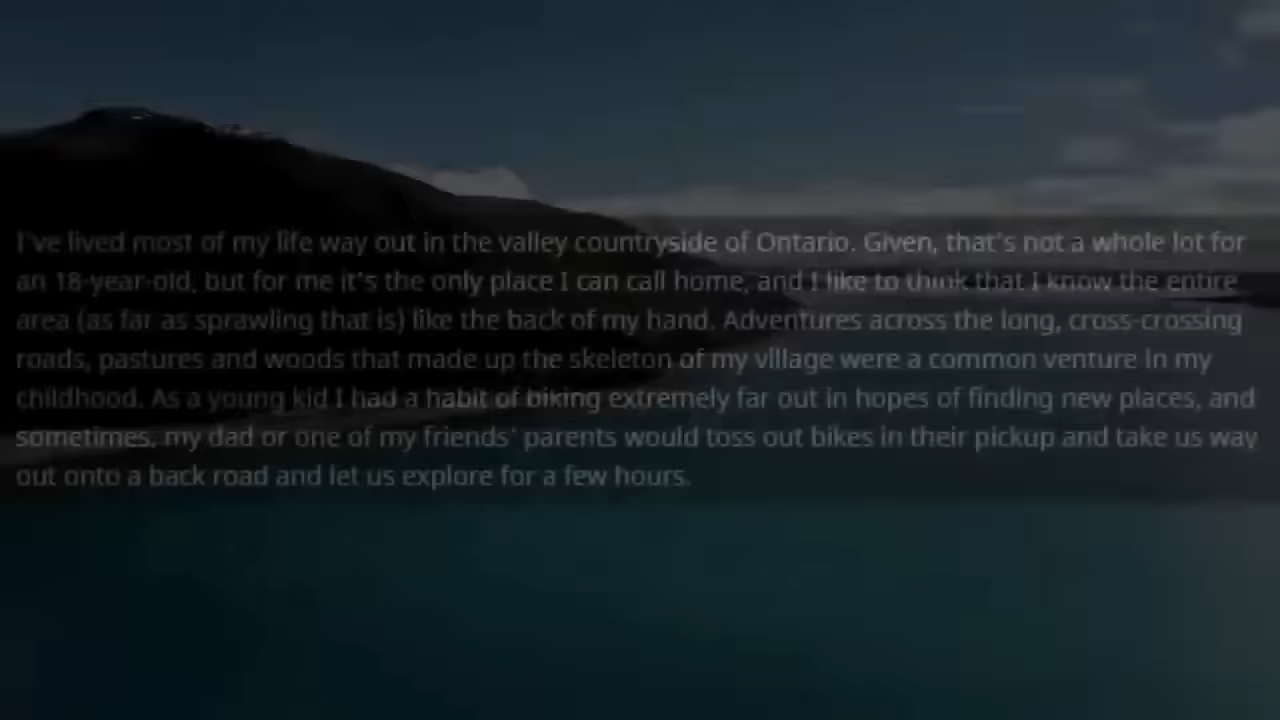 I've lived most of my life way out in the valley countryside of Ontario. Given, that's not a whole lot for
an 18-year-old, but for me it's the only place I can call home, and I like to think that I know the entire
area (as far as sprawling that is) like the back of my hand. Adventures across the long, cross-crossing
roads, pastures and woods that made up the skeleton of my village were a common venture in my
childhood. As a young kid I had a habit of biking extremely far out in hopes of finding new places, and
sometimes, my dad or one of my friends' parents would toss out bikes in their pickup and take us way
out onto a back road and let us explore for a few hours.